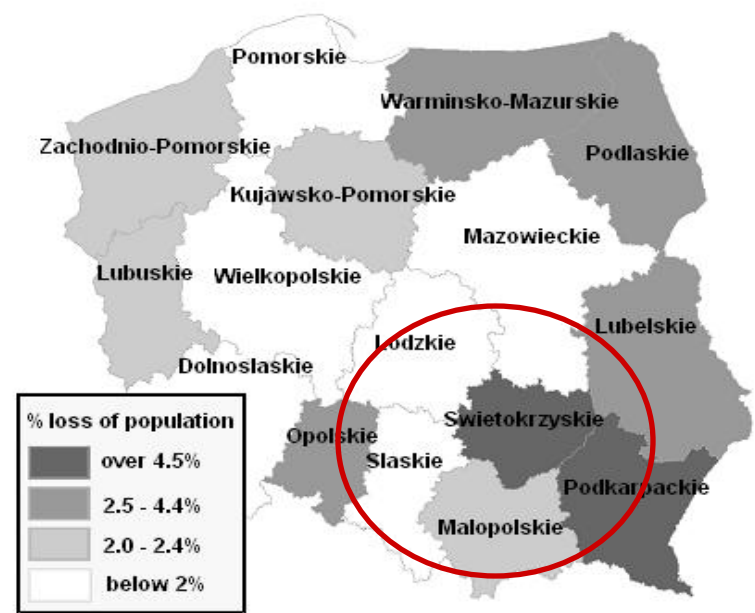 Pomorskie
Warminsko-Mazurskie
Zachodnio-Pomorskie
Podlaskie
Kujawsko-Pomorskie
Mazowieckie
Lubuskie
Wielkopolskie
Lubelskie
Lodzkie
Dolnoslaskie
Swietokrzyskie
Opolskie
Slaskie
Podkarpackie
Malopolskie
% loss of population
over 4.5%
2.5 - 4.4%
2.0 - 2.4%
below 2%